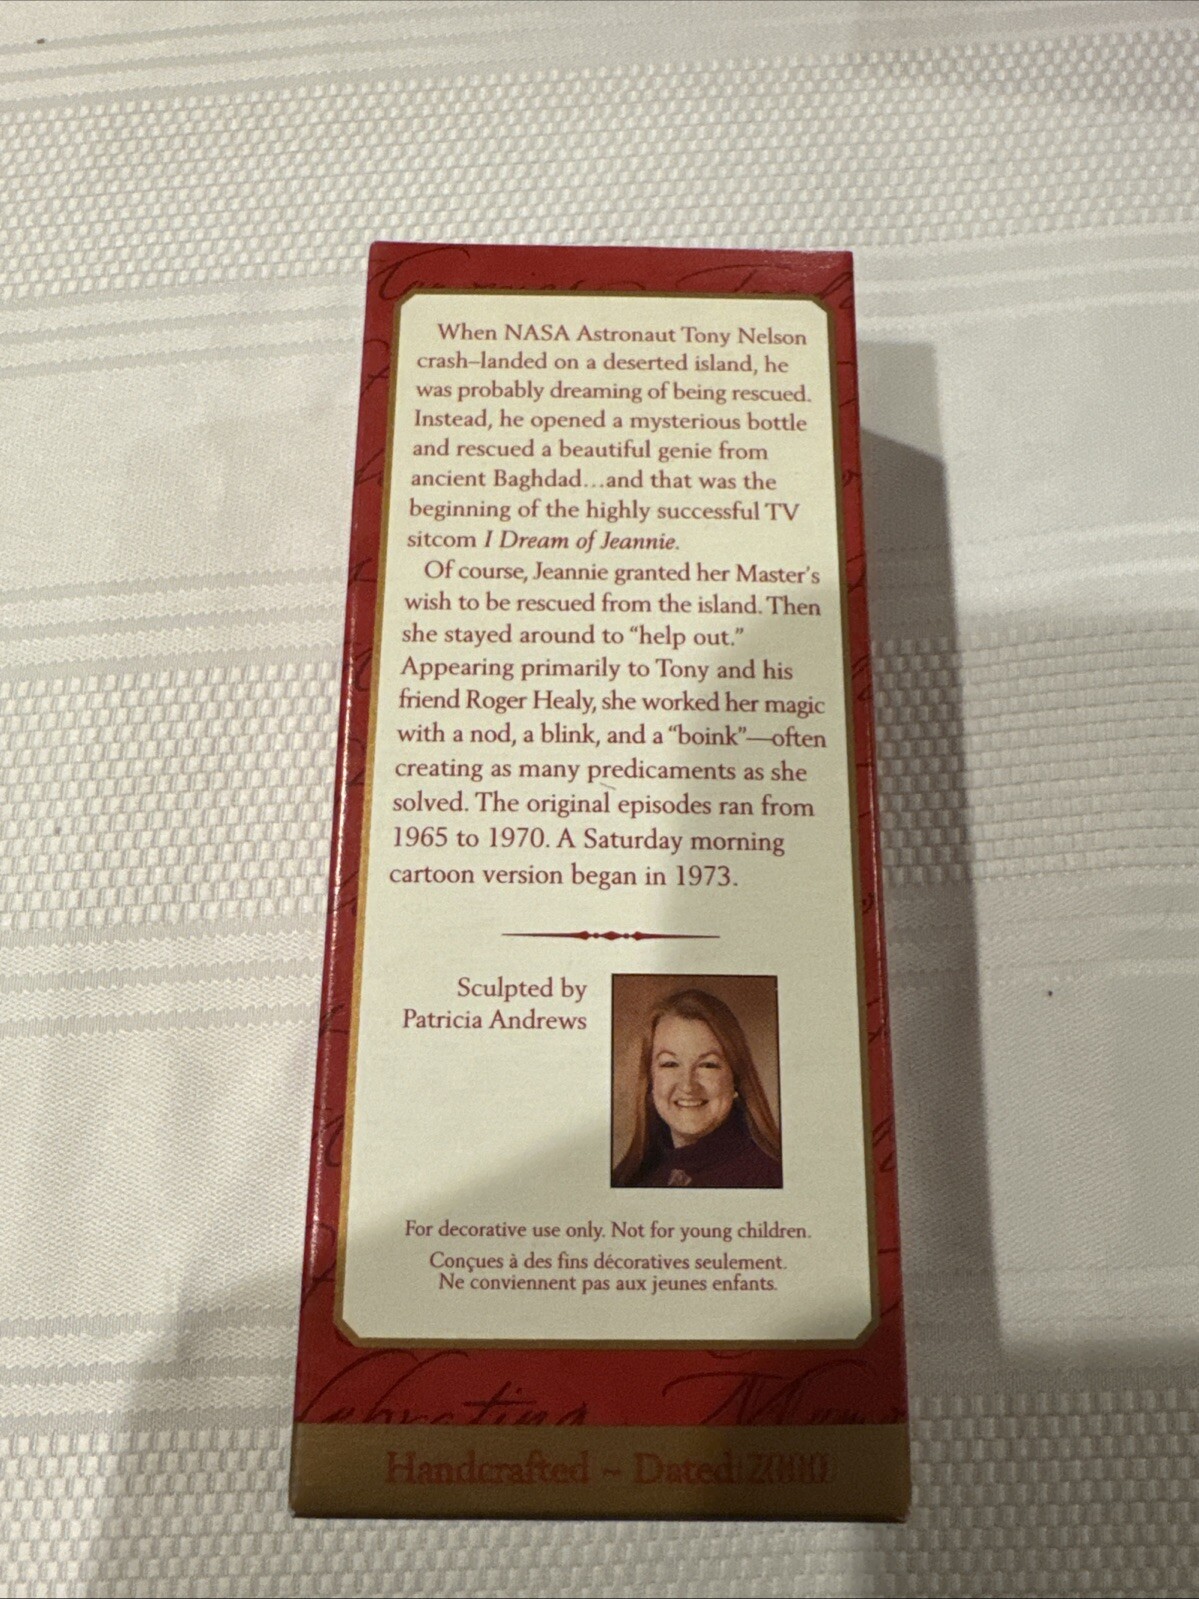 When NASA Astronaut Tony Nelson
crash–landed on a deserted island, he
was probably dreaming of being rescued.
Instead, he opened a mysterious bottle
and rescued a beautiful genie from
ancient Baghdad...and that was the
beginning of the highly successful TV
sitcom I Dream of Jeannie.
Of course, Jeannie granted her Master's
wish to be rescued from the island. Then
she stayed around to “help out.”
Appearing primarily to Tony and his
friend Roger Healy, she worked her magic
with a nod, a blink, and a “boink”—often
creating as many predicaments as she
solved. The original episodes ran from
1965 to 1970. A Saturday morning
cartoon version began in 1973.
Sculpted by
Patricia Andrews
For decorative use only. Not for young children.
Conçues à des fins décoratives seulement.
Ne conviennent pas aux jeunes enfants.
Handcrafted ~ Dated 2000